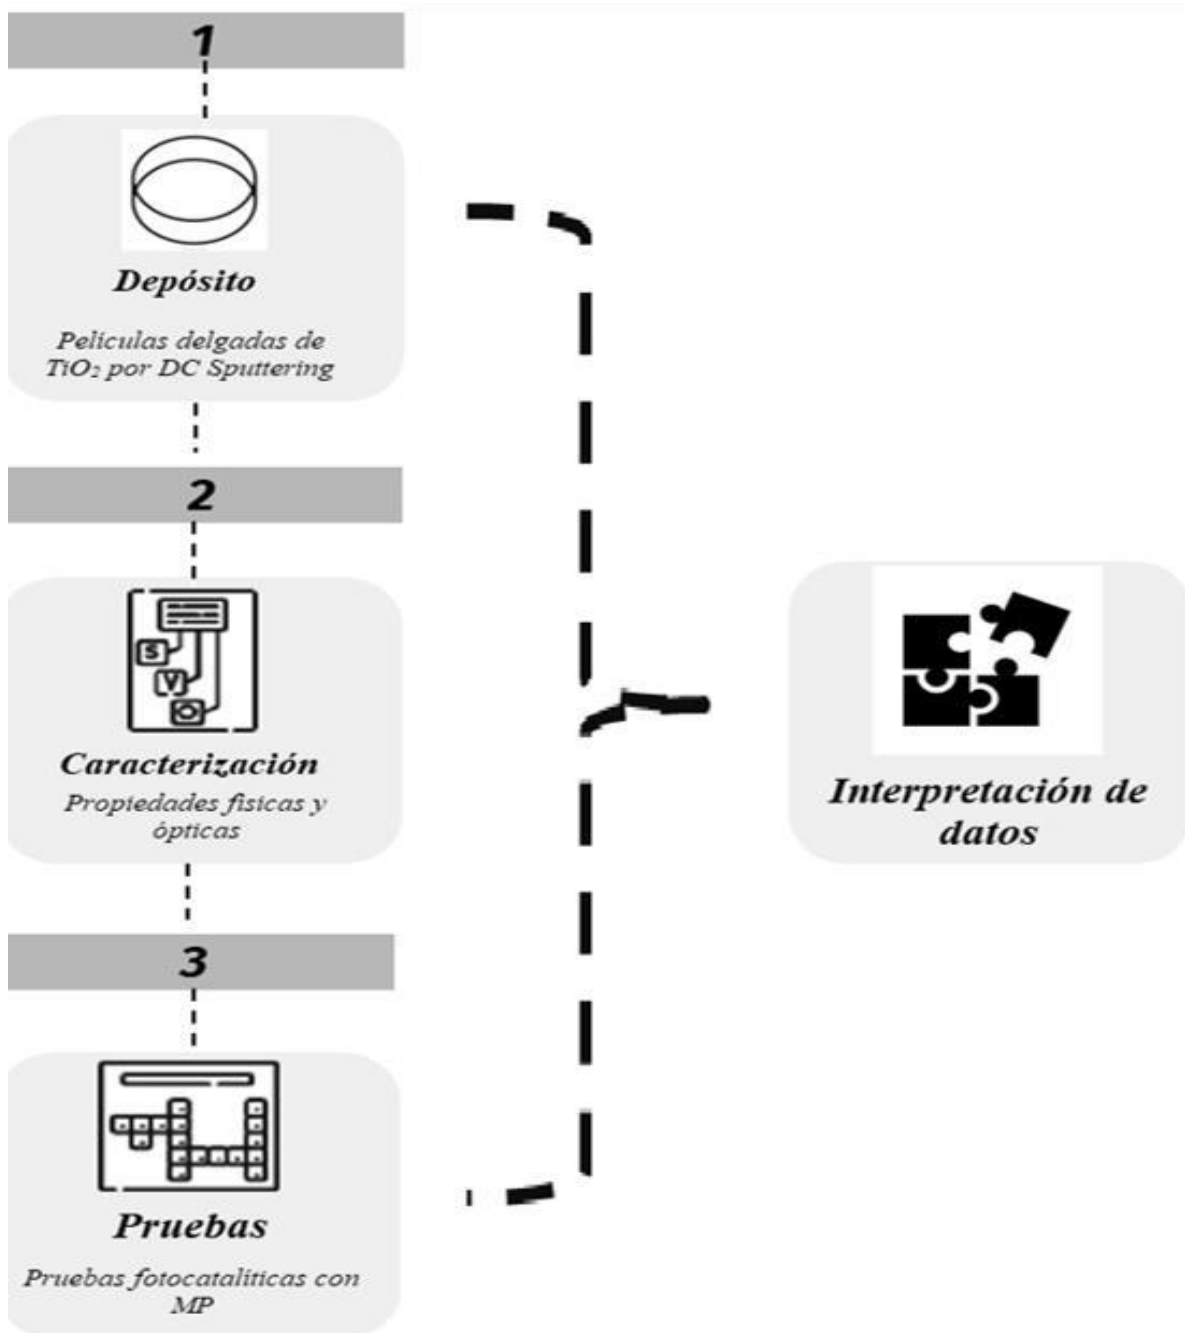 1
Depósito
Películas delgadas de
TiO₂ por DC Sputtering
2
S
V
Caracterización
Propiedades físicas y
ópticas
3
Pruebas
Pruebas fotocatalíticas con
MP
Interpretación de
datos